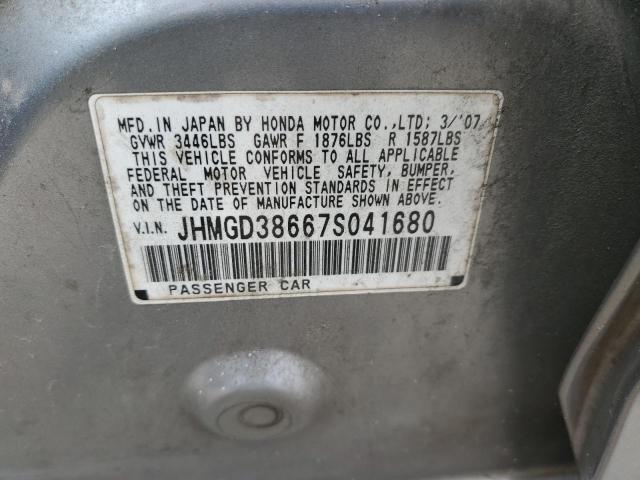 MFD. IN JAPAN BY HONDA MOTOR CO., LTD; 3/'07
GVWR 3446LBS GAWR F 1876LBS R 1587LBS
THIS VEHICLE CONFORMS TO ALL APPLICABLE
FEDERAL MOTOR VEHICLE SAFETY, BUMPER,
AND THEFT PREVENTION STANDARDS IN EFFECT
ON THE DATE OF MANUFACTURE SHOWN ABOVE.
V.I.N. JHMGD38667S041680
PASSENGER CAR